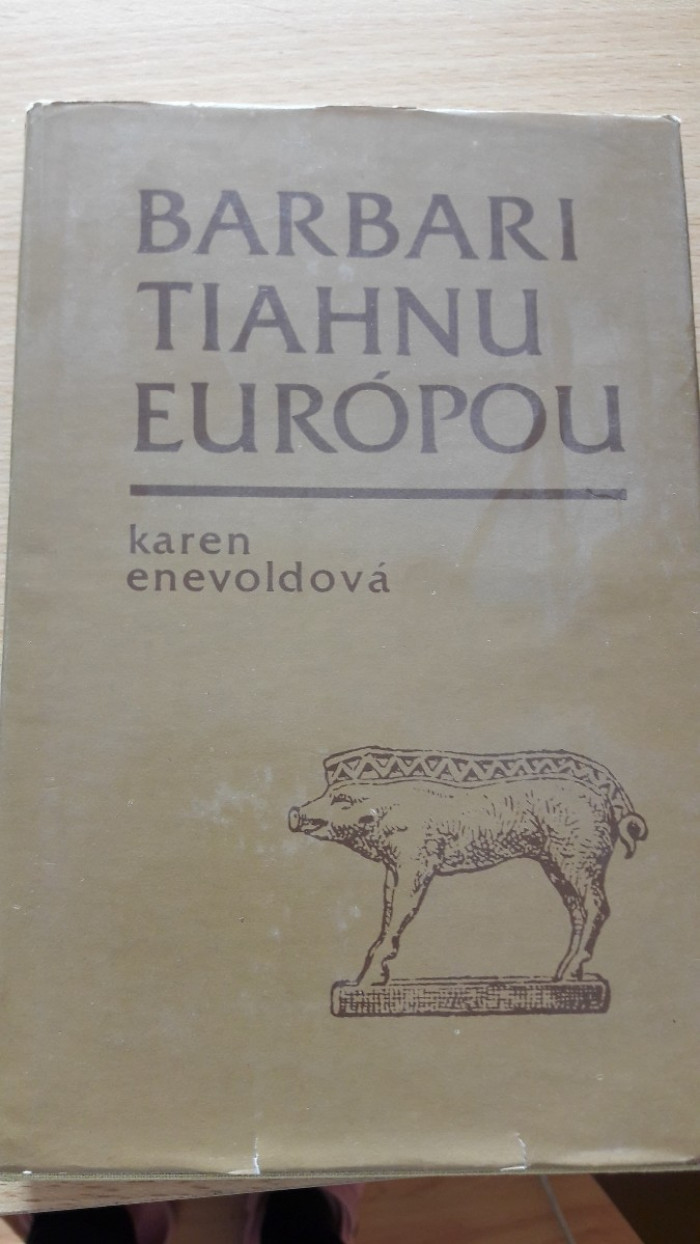 BARBARI
TIAHNU
EURÓPOU
karen
enevoldová